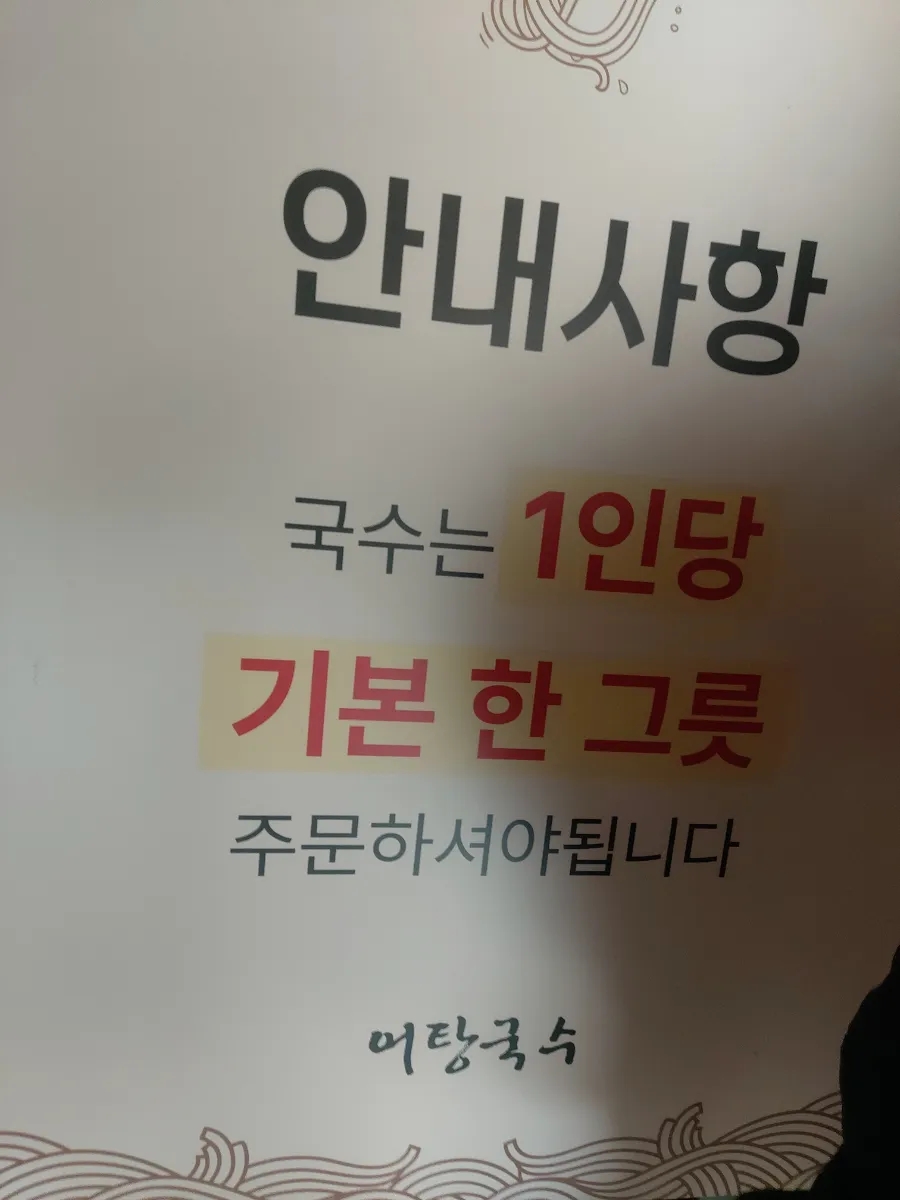 안내사항
국수는 1인당
기본 한 그릇
주문하셔야됩니다
어탕국수